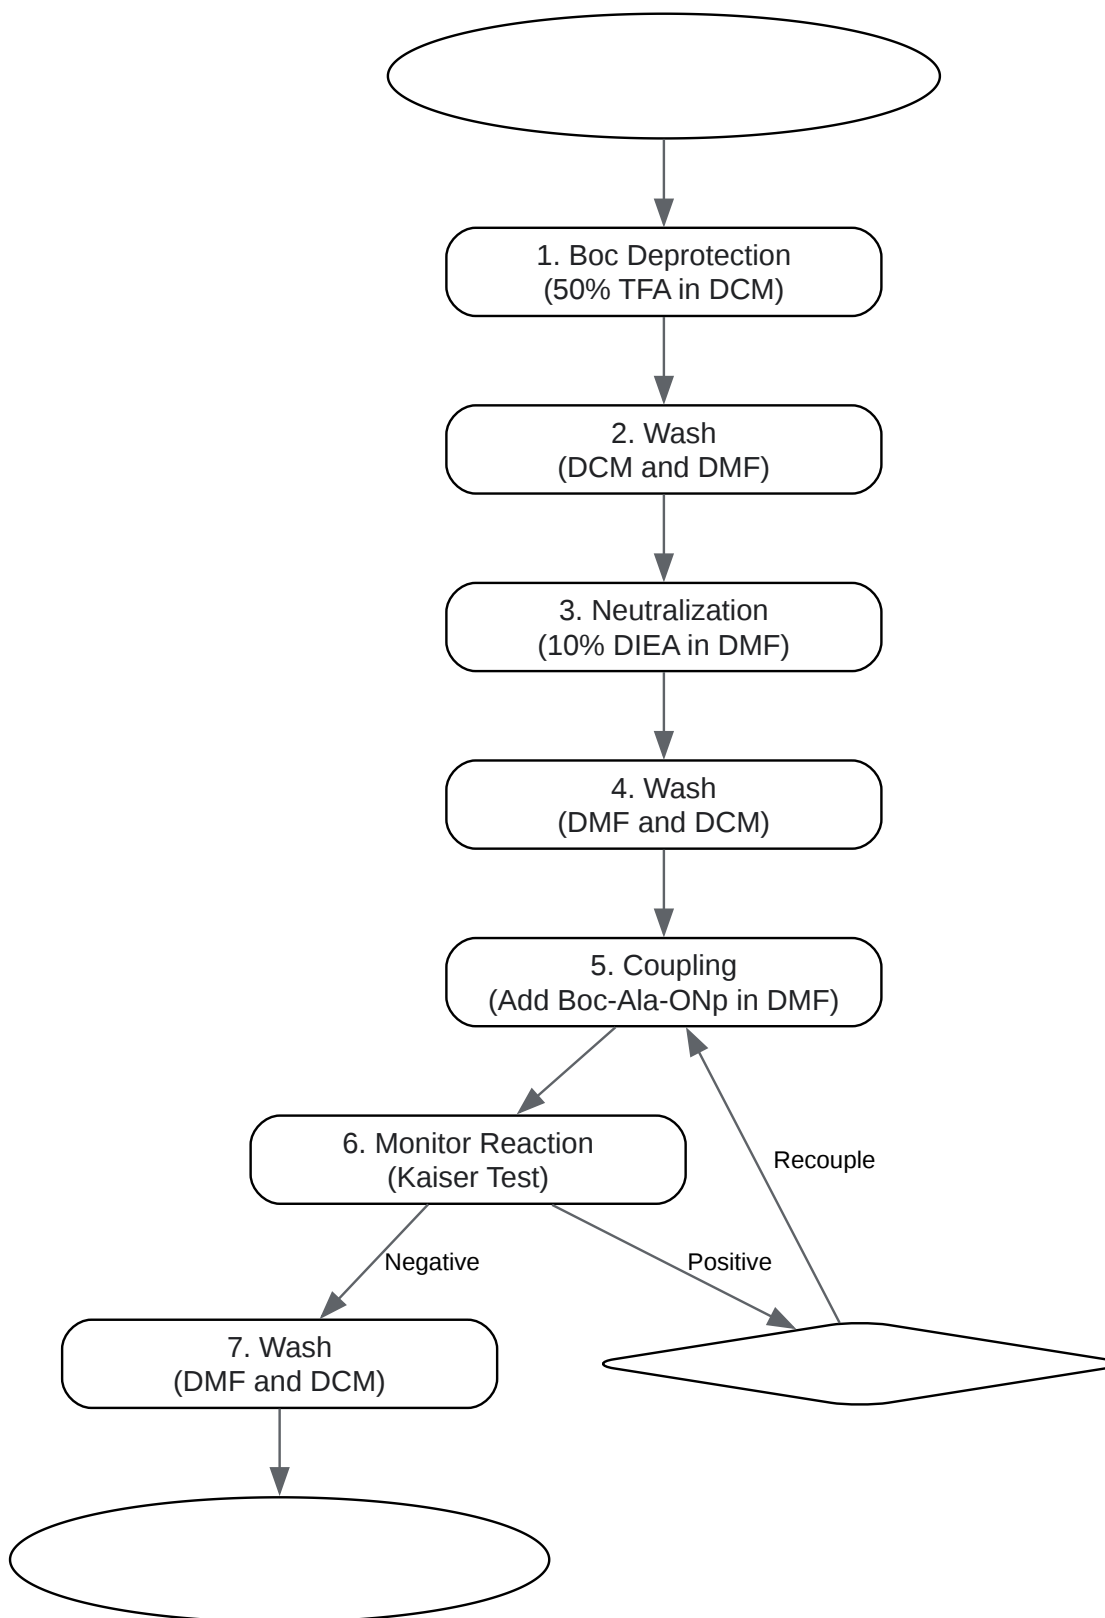 1. Boc Deprotection
(50% TFA in DCM)
2. Wash
(DCM and DMF)
3. Neutralization
(10% DIEA in DMF)
4. Wash
(DMF and DCM)
5. Coupling
(Add Boc-Ala-ONp in DMF)
6. Monitor Reaction
(Kaiser Test)
Recouple
Negative
Positive
7. Wash
(DMF and DCM)